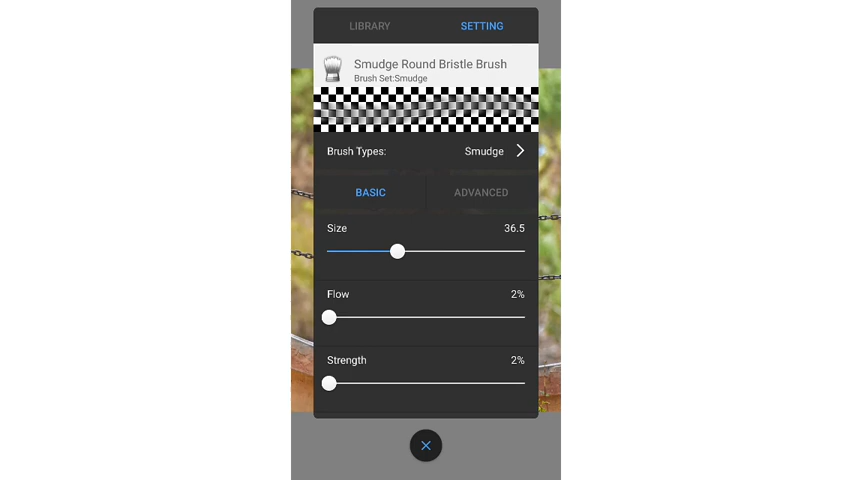 LIBRARY SETTING
Smudge Round Bristle Brush
Brush Set:Smudge
Brush Types: Smudge
BASIC ADVANCED
Size 36.5
Flow 2%
Strength 2%